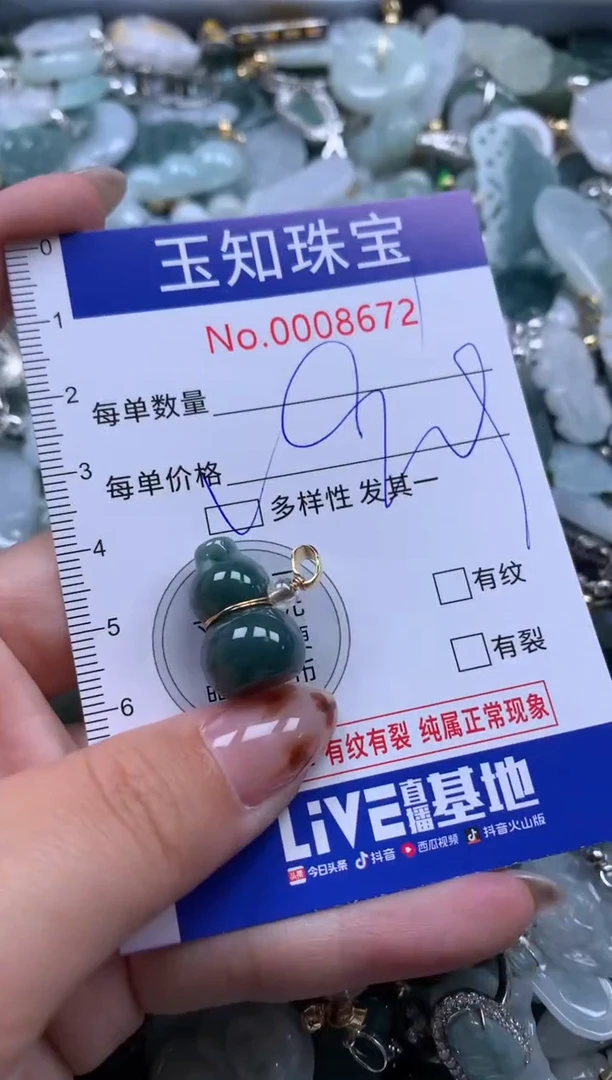 玉知珠宝
No.0008672
0
1
2
3
4
5
6
每单数量
每单价格
多样性 发其一
有纹
有裂
有纹有裂 纯属正常现象
LiVE直播基地
头条 今日头条 抖音 西瓜视频 抖音火山版